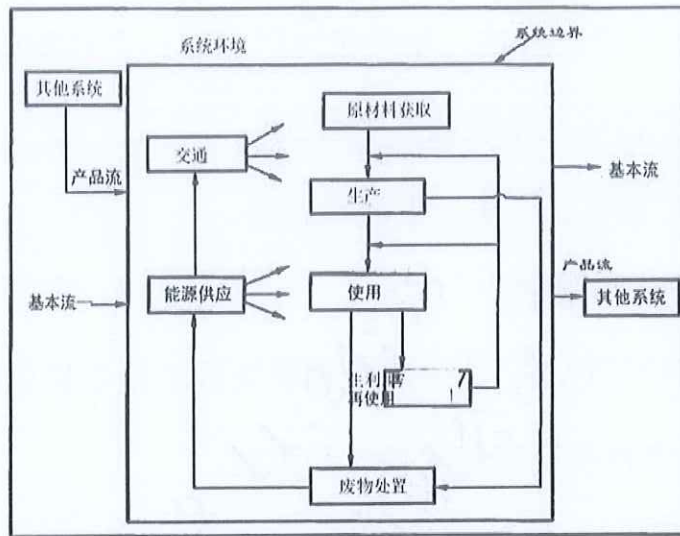 系统环境
系统边界
其他系统
原材料获取
交通
产品流
基本流
生产
产品流
基本流
能源供应
使用
其他系统
再使用
废物处置